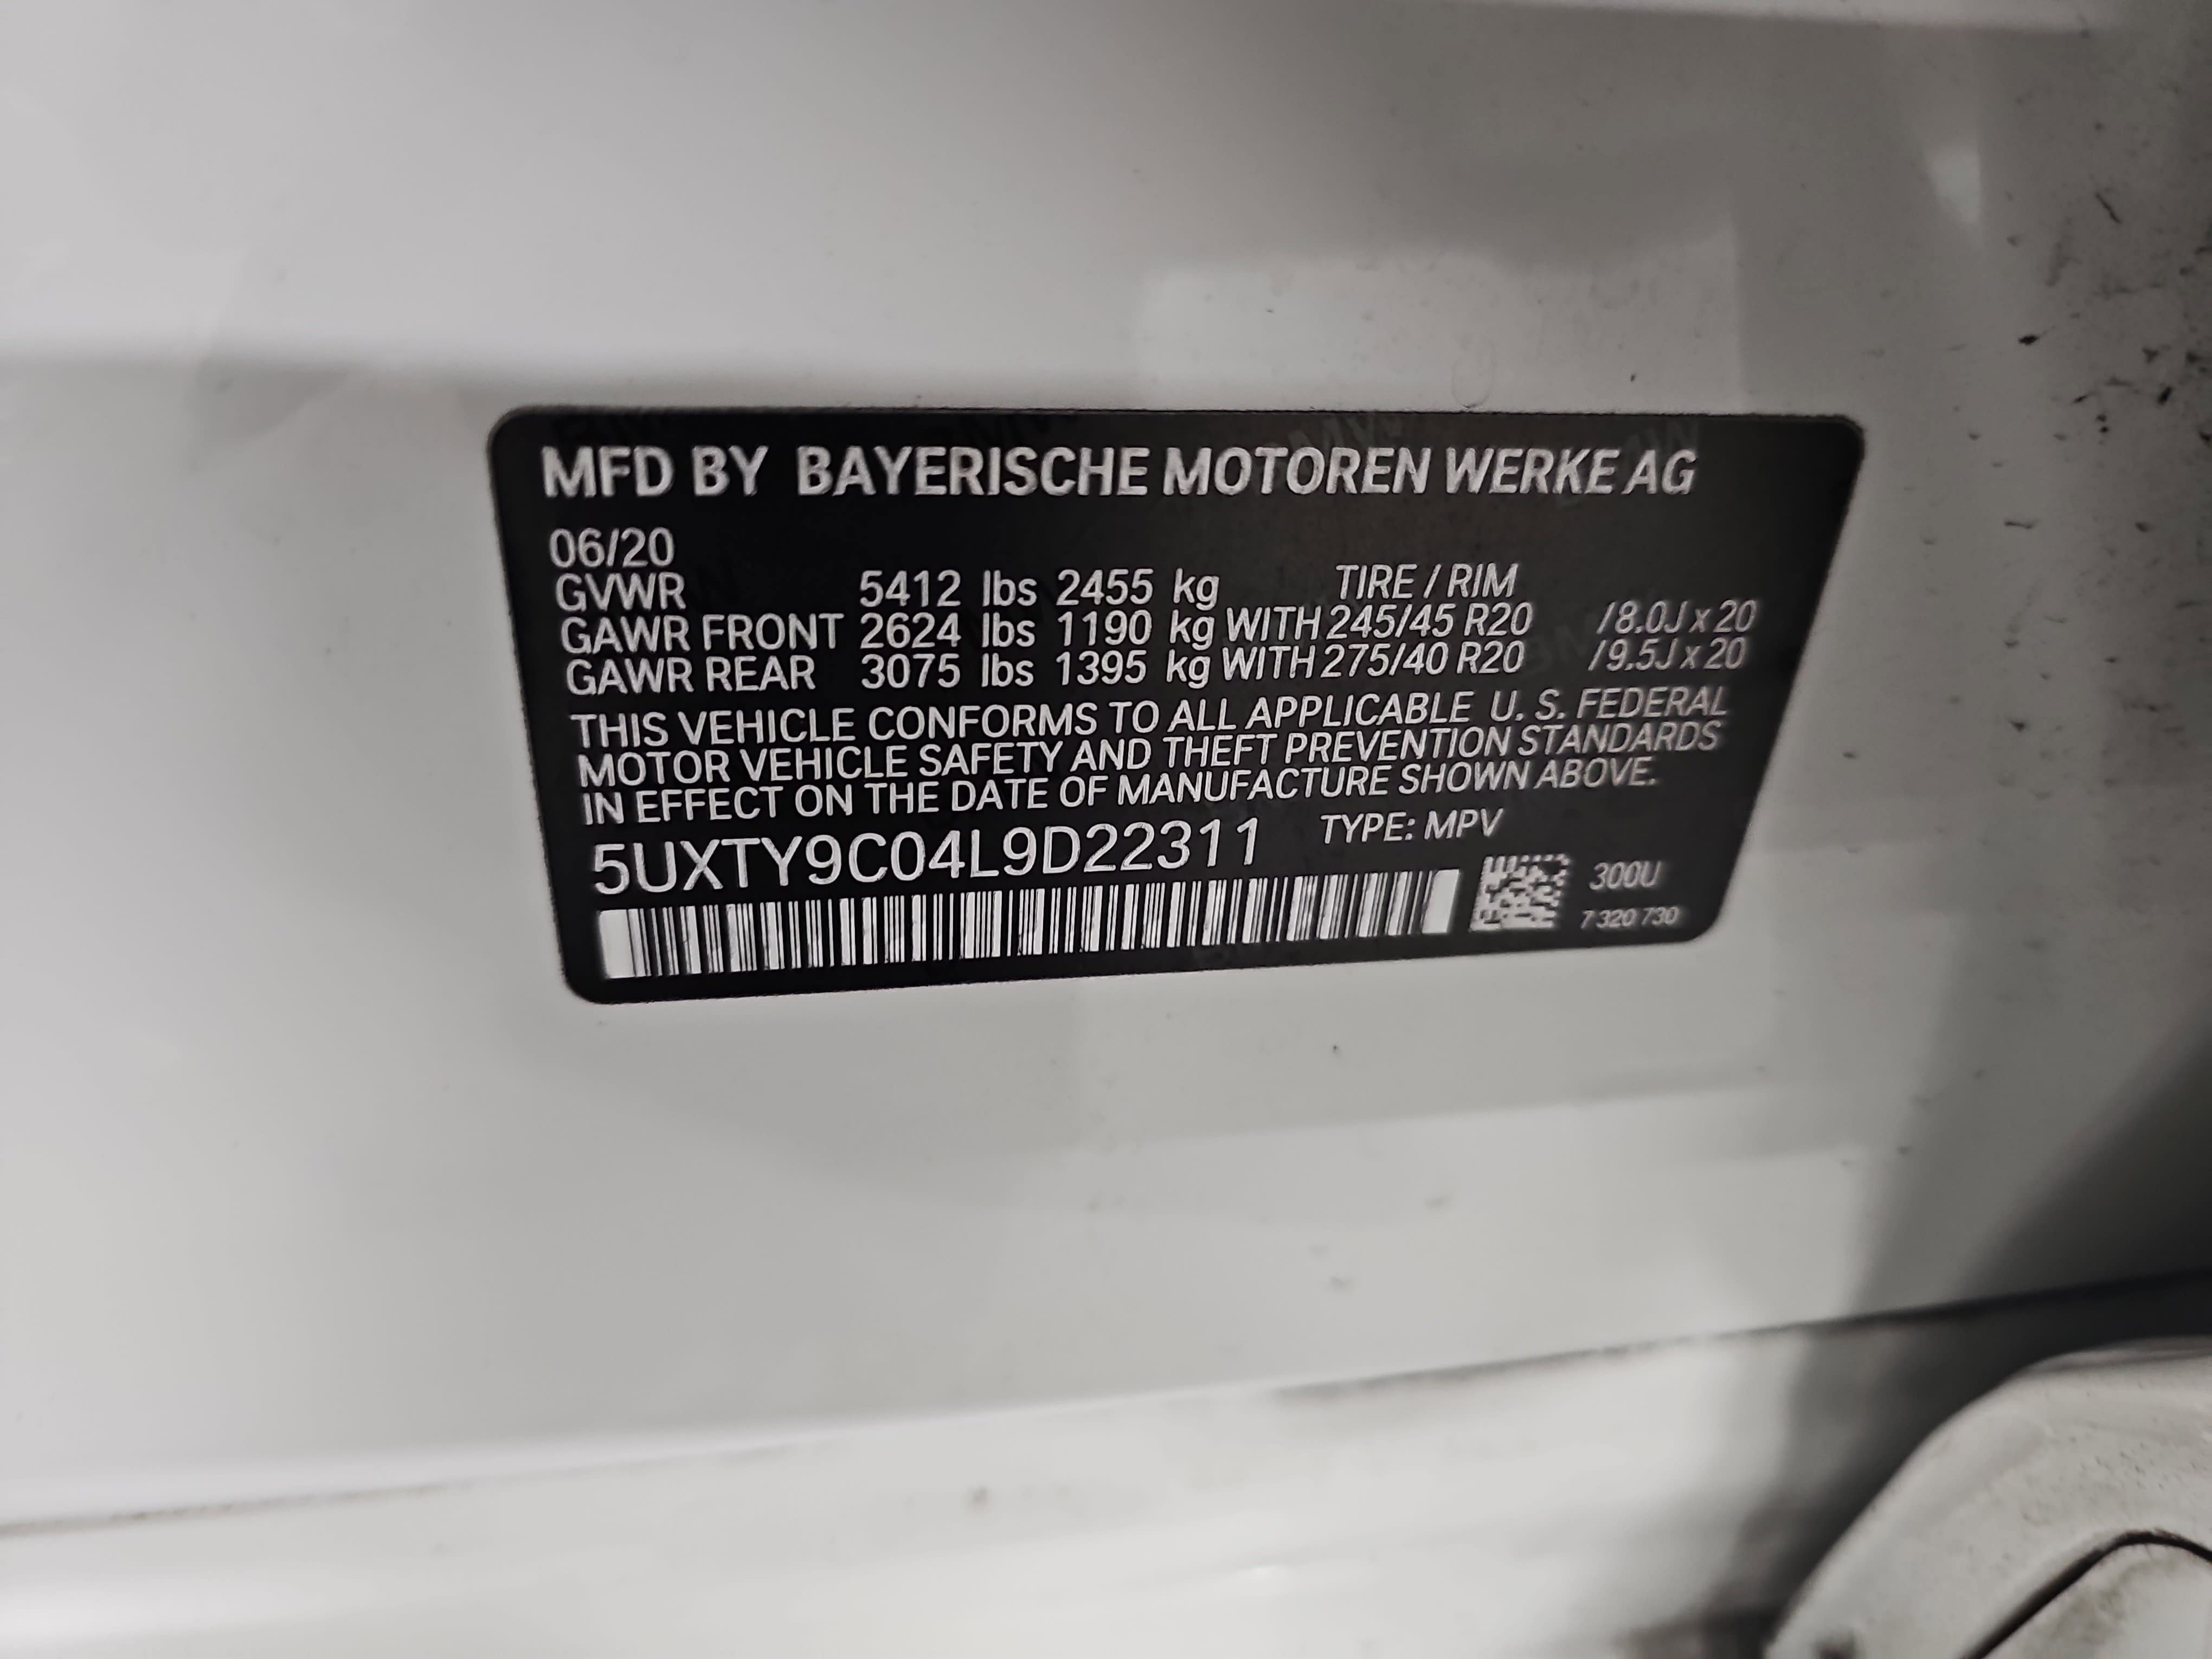 MFD BY BAYERISCHE MOTOREN WERKE AG
06/20
GVWR 5412 lbs 2455 kg TIRE / RIM
GAWR FRONT 2624 lbs 1190 kg WITH 245/45 R20 /8.0J x 20
GAWR REAR 3075 lbs 1395 kg WITH 275/40 R20 /9.5J x 20
THIS VEHICLE CONFORMS TO ALL APPLICABLE U. S. FEDERAL
MOTOR VEHICLE SAFETY AND THEFT PREVENTION STANDARDS
IN EFFECT ON THE DATE OF MANUFACTURE SHOWN ABOVE.
5UXTY9C04L9D22311 TYPE: MPV
300U
7 320 730